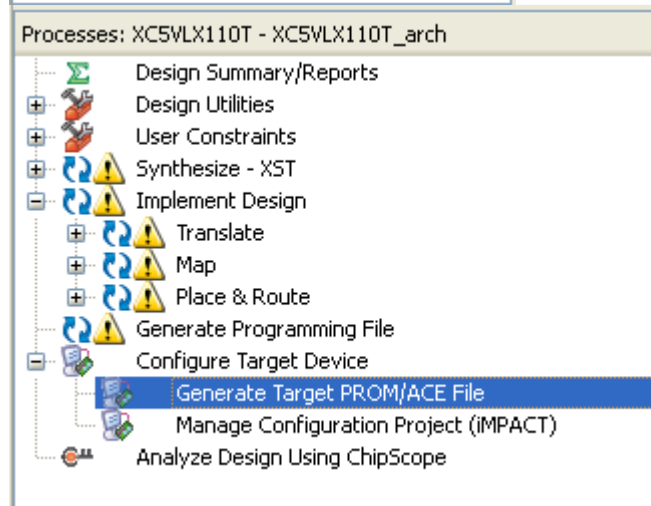 Processes: XC5VLX110T - XC5VLX110T_arch
Design Summary/Reports
Design Utilities
User Constraints
Synthesize - XST
Implement Design
Translate
Map
Place & Route
Generate Programming File
Configure Target Device
Generate Target PROM/ACE File
Manage Configuration Project (iMPACT)
Analyze Design Using ChipScope